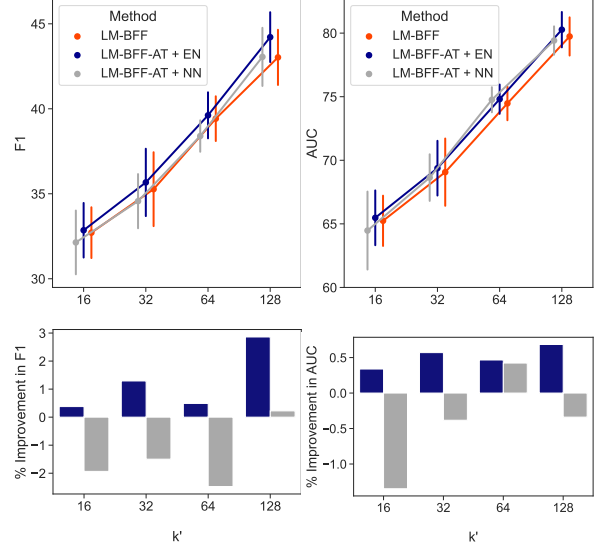 Method
LM-BFF
LM-BFF-AT + EN
LM-BFF-AT + NN
F1
45
40
35
30
16
32
64
128
Method
LM-BFF
LM-BFF-AT + EN
LM-BFF-AT + NN
AUC
80
75
70
65
60
16
32
64
128
% Improvement in F1
3
2
1
0
−1
−2
16
32
64
128
k'
% Improvement in AUC
0.5
0.0
−0.5
−1.0
16
32
64
128
k'